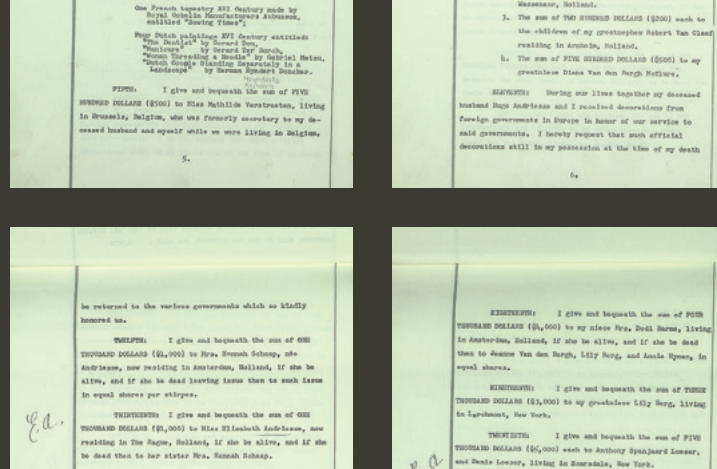 One French tapestry XVI Century made by
Royal Gobelin Manufacturers Aubusson,
entitled "Sowing Times";
Four Dutch paintings XVI Century entitled:
"The Dentist" by Gerard Dou,
"Manicure" by Gerard Ter Borch,
"Woman Threading a Needle" by Gabriel Metsu,
"Dutch Couple Standing Separately in a
Landscape" by Herman Myndert Doncker.
FIFTH: I give and bequeath the sum of FIVE
HUNDRED DOLLARS ($500) to Miss Mathilde Verstraeten, living
in Brussels, Belgium, who was formerly secretary to my de-
ceased husband and myself while we were living in Belgium.
5.
Wassenaar, Holland.
3. The sum of TWO HUNDRED DOLLARS ($200) each to
the children of my greatnephew Robert Van Cleef
residing in Arnheim, Holland.
4. The sum of FIVE HUNDRED DOLLARS ($500) to my
greatniece Diana Van den Bergh McClure.
ELEVENTH: During our lives together my deceased
husband Hugo Andriesse and I received decorations from
foreign governments in Europe in honor of our service to
said governments. I hereby request that such official
decorations still in my possession at the time of my death
6.
be returned to the various governments which so kindly
honored us.
TWELFTH: I give and bequeath the sum of ONE
THOUSAND DOLLARS ($1,000) to Mrs. Hannah Schaap, née
Andriesse, now residing in Amsterdam, Holland, if she be
alive, and if she be dead leaving issue then to such issue
in equal shares per stirpes.
THIRTEENTH: I give and bequeath the sum of ONE
THOUSAND DOLLARS ($1,000) to Miss Elisabeth Andriesse, now
residing in The Hague, Holland, if she be alive, and if she
be dead then to her sister Mrs. Hannah Schaap.
E.a.
EIGHTEENTH: I give and bequeath the sum of FOUR
THOUSAND DOLLARS ($4,000) to my niece Mrs. Dodi living
in Amsterdam, Holland, if she be alive, and if she be dead
then to Jeanne Van den Bergh, Lily Berg, and Annie Hyman, in
equal shares.
NINETEENTH: I give and bequeath the sum of THREE
THOUSAND DOLLARS ($3,000) to my greatniece Lily Berg, living
in Larchmont, New York.
TWENTIETH: I give and bequeath the sum of FIVE
THOUSAND DOLLARS ($5,000) each to Anthony Spanjaard Loeser,
and Denis Loeser, living in Scarsdale, New York.